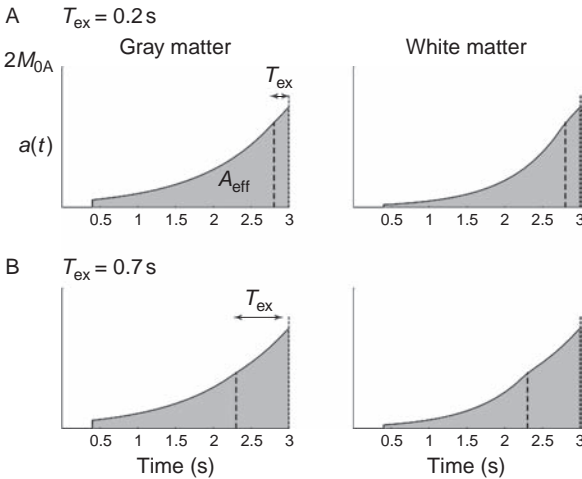 A T_ex = 0.2 s
Gray matter
White matter
2M_0A
T_ex
a(t)
A_eff
0.5 1 1.5 2 2.5 3
0.5 1 1.5 2 2.5 3
B T_ex = 0.7 s
T_ex
0.5 1 1.5 2 2.5 3
0.5 1 1.5 2 2.5 3
Time (s)
Time (s)